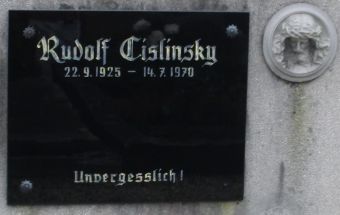 Rudolf Cislinsky
22.9.1925 – 14.7.1970
Unvergesslich!